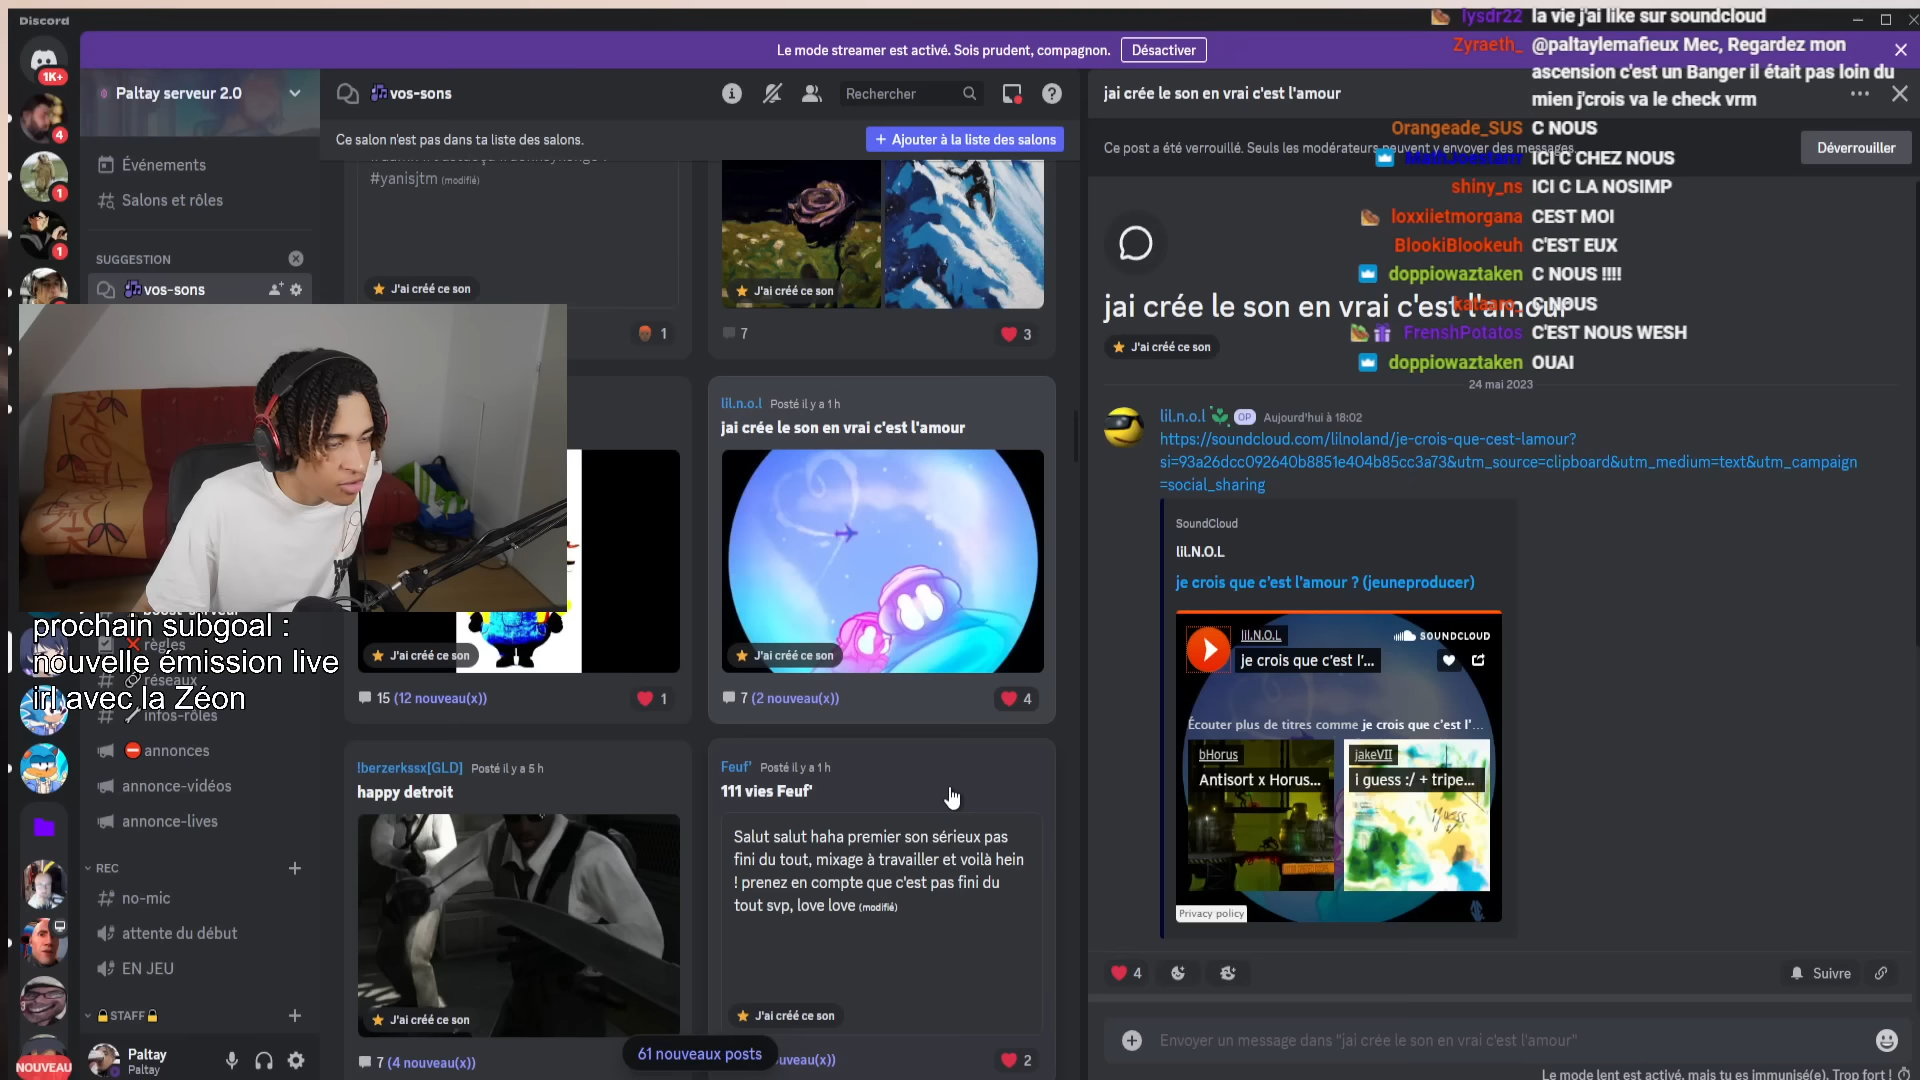 Discord
Le mode streamer est activé. Sois prudent, compagnon.
Désactiver
1K+
4
1
1
NOUVEAU
Paltay serveur 2.0
Événements
Salons et rôles
SUGGESTION
vos-sons
règles
réseaux
infos-rôles
annonces
annonce-vidéos
annonce-lives
REC
no-mic
attente du début
EN JEU
STAFF
Paltay
Paltay
prochain subgoal :
nouvelle émission live
irl avec la Zéon
vos-sons
Rechercher
Ce salon n'est pas dans ta liste des salons.
+ Ajouter à la liste des salons
#yanisjtm (modifié)
J'ai créé ce son
1
J'ai créé ce son
7
3
J'ai créé ce son
15 (12 nouveau(x))
1
lil.n.o.l Posté il y a 1 h
jai crée le son en vrai c'est l'amour
J'ai créé ce son
7 (2 nouveau(x))
4
!berzerkssx[GLD] Posté il y a 5 h
happy detroit
J'ai créé ce son
7 (4 nouveau(x))
Feuf' Posté il y a 1 h
111 vies Feuf'
Salut salut haha premier son sérieux pas
fini du tout, mixage à travailler et voilà hein
! prenez en compte que c'est pas fini du
tout svp, love love (modifié)
J'ai créé ce son
2
61 nouveaux posts
jai crée le son en vrai c'est l'amour
Ce post a été verrouillé. Seuls les modérateurs peuvent y envoyer des messages.
Déverrouiller
jai crée le son en vrai c'est l'amour
J'ai créé ce son
24 mai 2023
lil.n.o.l OP Aujourd'hui à 18:02
https://soundcloud.com/lilnoland/je-crois-que-cest-lamour?
si=93a26dcc092640b8851e404b85cc3a73&utm_source=clipboard&utm_medium=text&utm_campaign
=social_sharing
SoundCloud
lil.N.O.L
je crois que c'est l'amour ? (jeuneproducer)
lil.N.O.L
SOUNDCLOUD
je crois que c'est l'...
Écouter plus de titres comme je crois que c'est l'...
bHorus
Antisort x Horus...
jakeVII
i guess :/ + tripe...
Privacy policy
4
Suivre
Envoyer un message dans "jai crée le son en vrai c'est l'amour"
Le mode lent est activé, mais tu es immunisé(e). Trop fort !
lysdr22 la vie j'ai like sur soundcloud
Zyraeth_ @paltaylemafieux Mec, Regardez mon
ascension c'est un Banger il était pas loin du
mien j'crois va le check vrm
Orangeade_SUS C NOUS
ICI C CHEZ NOUS
shiny_ns ICI C LA NOSIMP
loxxiietmorgana CEST MOI
BlookiBlookeuh C'EST EUX
doppiowaztaken C NOUS !!!!
C NOUS
FrenshPotatos C'EST NOUS WESH
doppiowaztaken OUAI